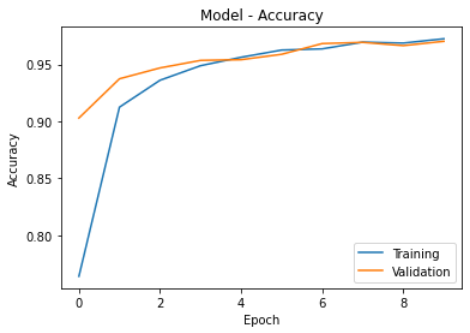 Model - Accuracy
Accuracy
0.95
0.90
0.85
0.80
0 2 4 6 8
Epoch
Training
Validation